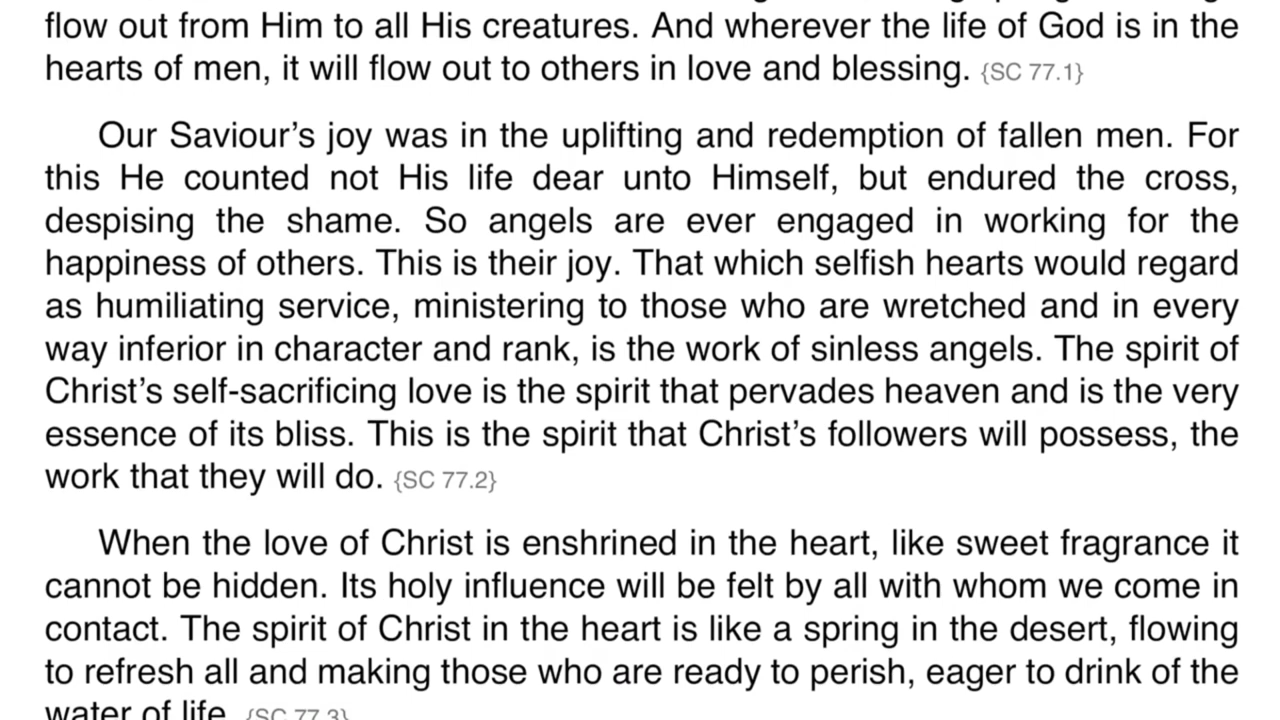 flow out from Him to all His creatures. And wherever the life of God is in the
hearts of men, it will flow out to others in love and blessing. {SC 77.1}
Our Saviour’s joy was in the uplifting and redemption of fallen men. For
this He counted not His life dear unto Himself, but endured the cross,
despising the shame. So angels are ever engaged in working for the
happiness of others. This is their joy. That which selfish hearts would regard
as humiliating service, ministering to those who are wretched and in every
way inferior in character and rank, is the work of sinless angels. The spirit of
Christ’s self-sacrificing love is the spirit that pervades heaven and is the very
essence of its bliss. This is the spirit that Christ’s followers will possess, the
work that they will do. {SC 77.2}
When the love of Christ is enshrined in the heart, like sweet fragrance it
cannot be hidden. Its holy influence will be felt by all with whom we come in
contact. The spirit of Christ in the heart is like a spring in the desert, flowing
to refresh all and making those who are ready to perish, eager to drink of the
water of life. {SC 77.3}